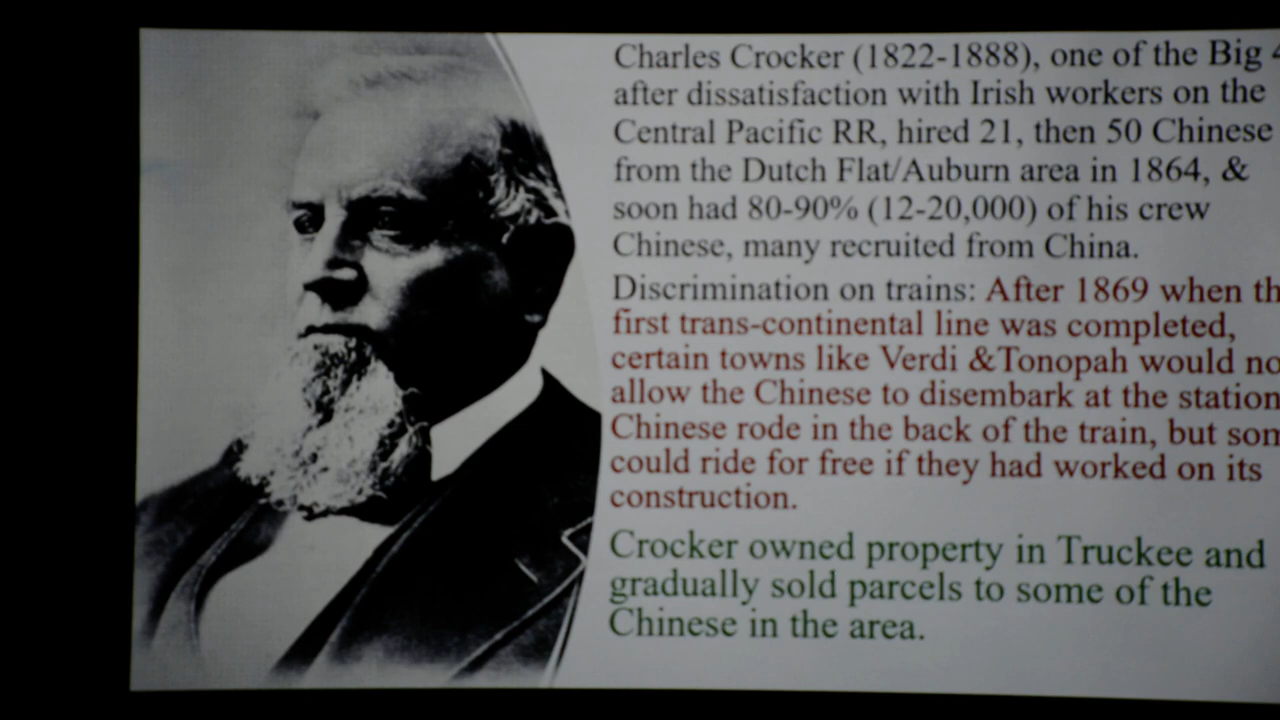 Charles Crocker (1822-1888), one of the Big 4
after dissatisfaction with Irish workers on the
Central Pacific RR, hired 21, then 50 Chinese
from the Dutch Flat/Auburn area in 1864, &
soon had 80-90% (12-20,000) of his crew
Chinese, many recruited from China.
Discrimination on trains: After 1869 when th
first trans-continental line was completed,
certain towns like Verdi &Tonopah would no
allow the Chinese to disembark at the station
Chinese rode in the back of the train, but som
could ride for free if they had worked on its
construction.
Crocker owned property in Truckee and
gradually sold parcels to some of the
Chinese in the area.